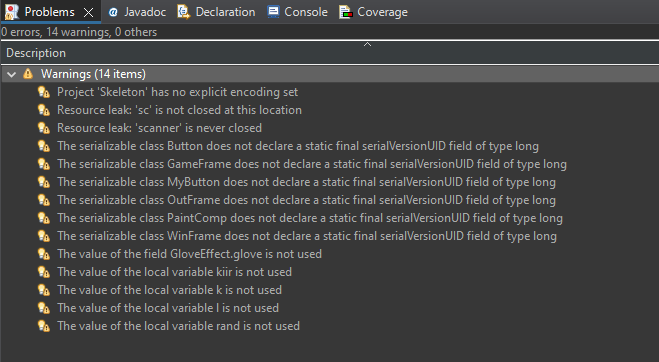 Problems Javadoc Declaration Console Coverage
0 errors, 14 warnings, 0 others
Description
Warnings (14 items)
Project 'Skeleton' has no explicit encoding set
Resource leak: 'sc' is not closed at this location
Resource leak: 'scanner' is never closed
The serializable class Button does not declare a static final serialVersionUID field of type long
The serializable class GameFrame does not declare a static final serialVersionUID field of type long
The serializable class MyButton does not declare a static final serialVersionUID field of type long
The serializable class OutFrame does not declare a static final serialVersionUID field of type long
The serializable class PaintComp does not declare a static final serialVersionUID field of type long
The serializable class WinFrame does not declare a static final serialVersionUID field of type long
The value of the field GloveEffect.glove is not used
The value of the local variable kiir is not used
The value of the local variable k is not used
The value of the local variable l is not used
The value of the local variable rand is not used